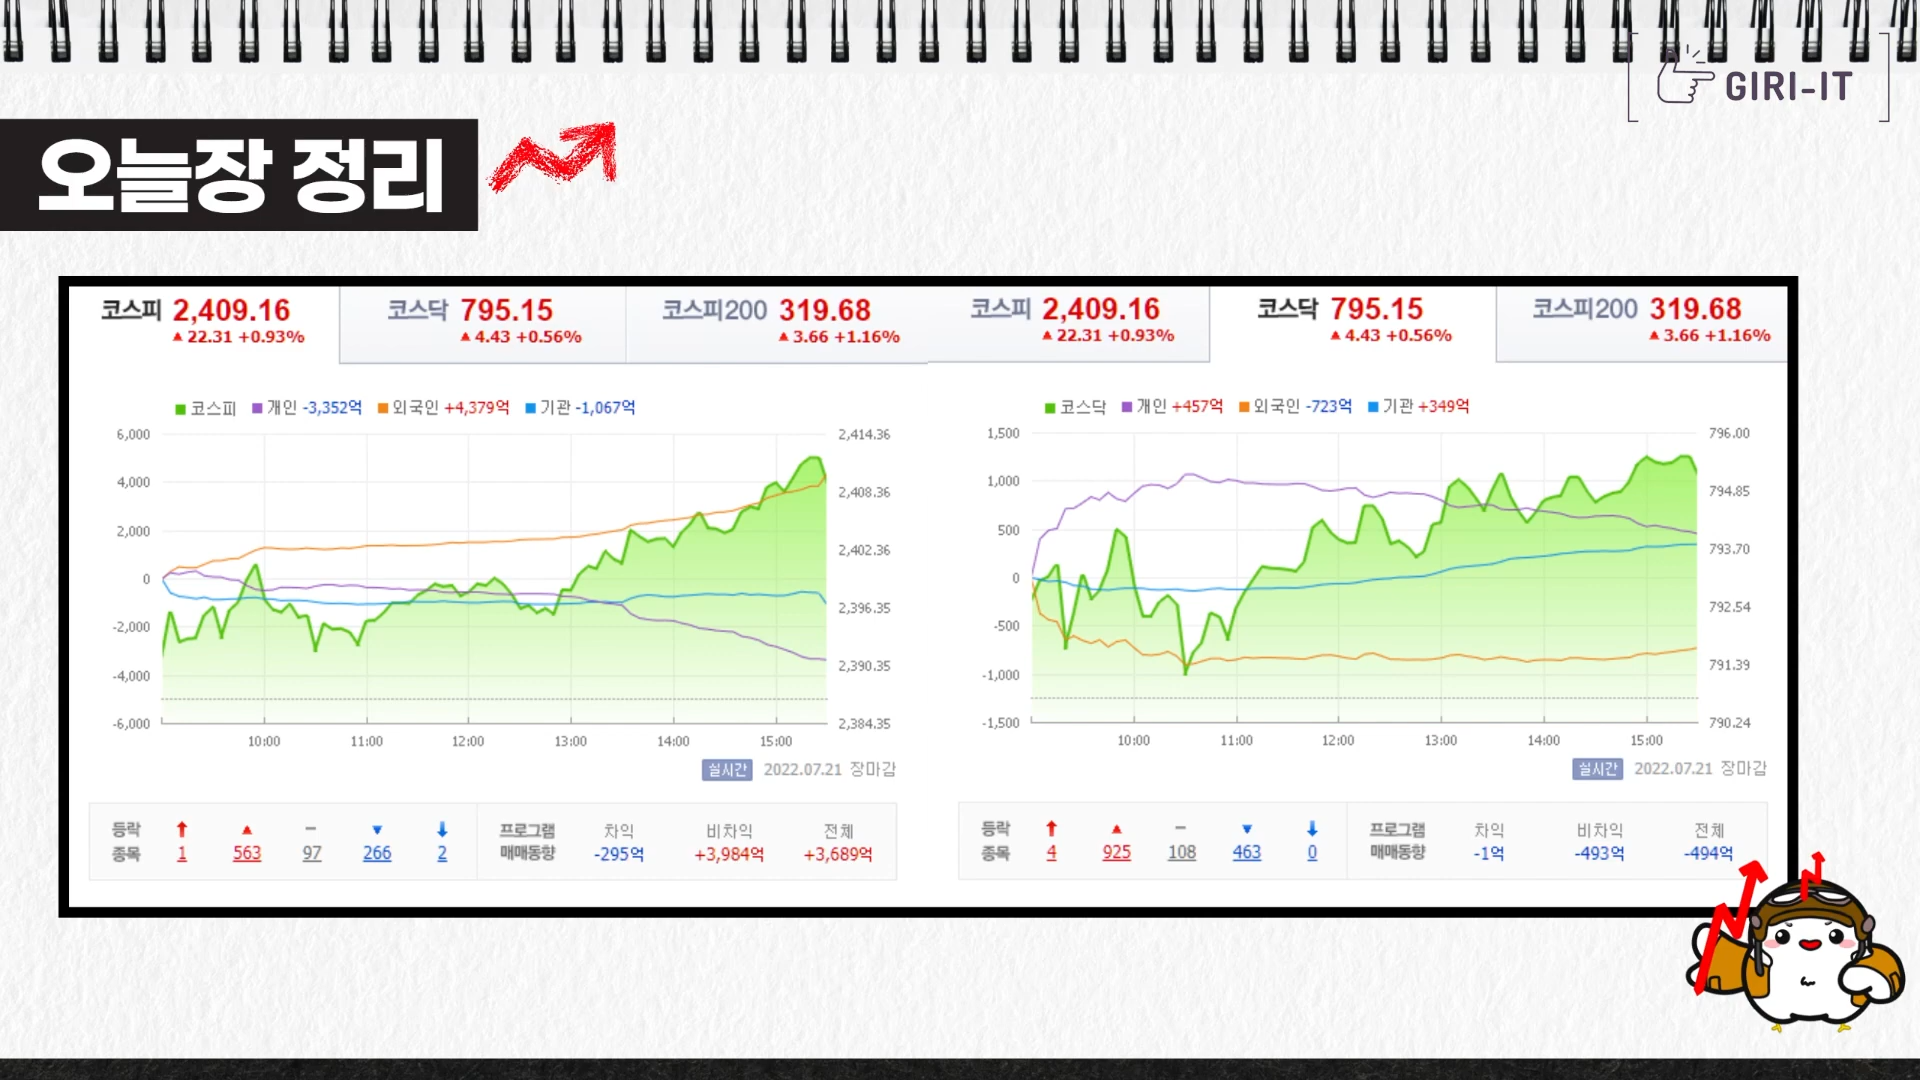 GIRI-IT
오늘장 정리
코스피 2,409.16
▲22.31 +0.93%
코스닥 795.15
▲4.43 +0.56%
코스피200 319.68
▲3.66 +1.16%
코스피 개인 -3,352억 외국인 +4,379억 기관 -1,067억
6,000
4,000
2,000
0
-2,000
-4,000
-6,000
2,414.36
2,408.36
2,402.36
2,396.35
2,390.35
2,384.35
10:00 11:00 12:00 13:00 14:00 15:00
실시간 2022.07.21 장마감
등락 ↑ ▲ − ▼ ↓
종목 1 563 97 266 2
프로그램 차익 비차익 전체
매매동향 -295억 +3,984억 +3,689억
코스피 2,409.16
▲22.31 +0.93%
코스닥 795.15
▲4.43 +0.56%
코스피200 319.68
▲3.66 +1.16%
코스닥 개인 +457억 외국인 -723억 기관 +349억
1,500
1,000
500
0
-500
-1,000
-1,500
796.00
794.85
793.70
792.54
791.39
790.24
10:00 11:00 12:00 13:00 14:00 15:00
실시간 2022.07.21 장마감
등락 ↑ ▲ − ▼ ↓
종목 4 925 108 463 0
프로그램 차익 비차익 전체
매매동향 -1억 -493억 -494억